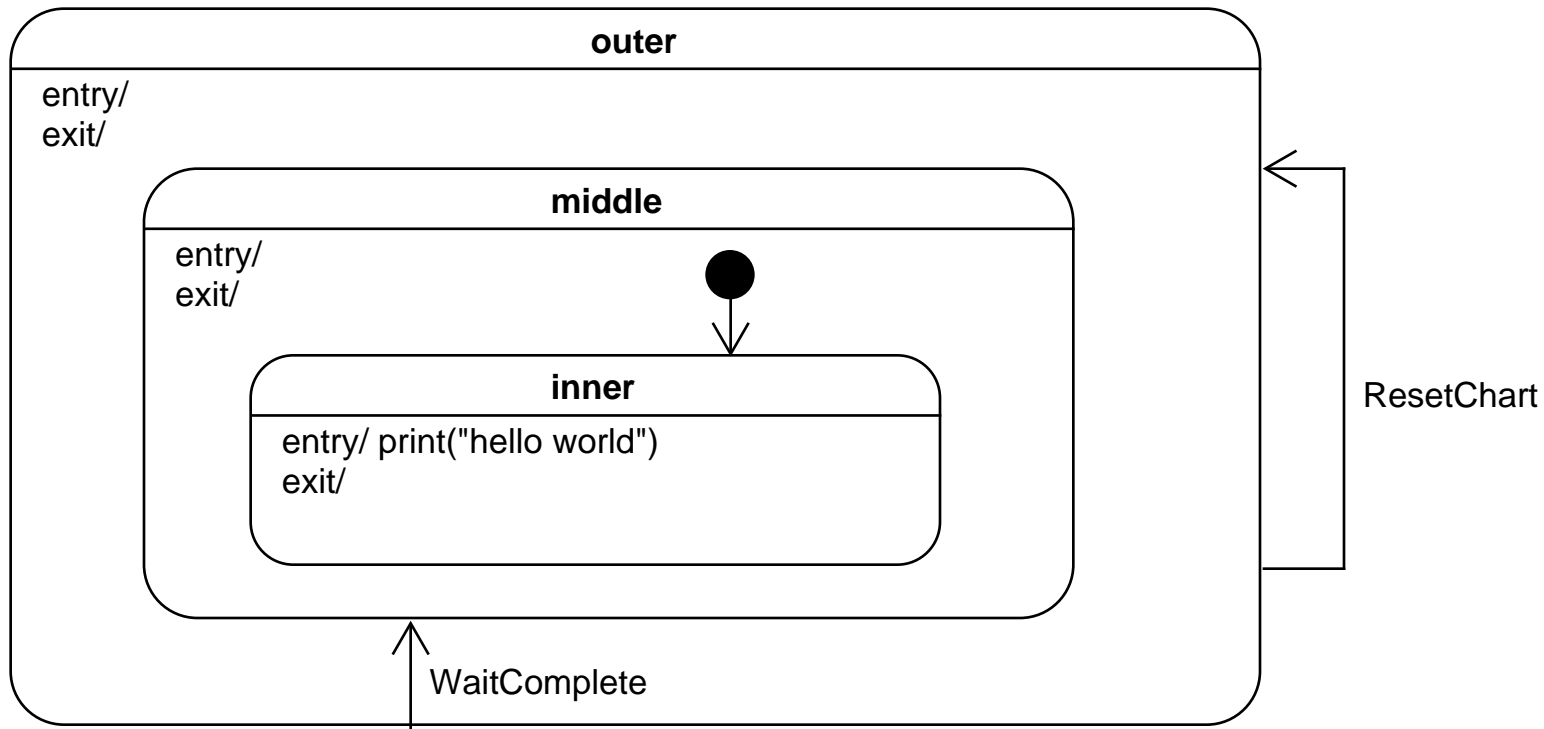 outer
entry/
exit/
middle
entry/
exit/
inner
entry/ print("hello world")
exit/
ResetChart
WaitComplete